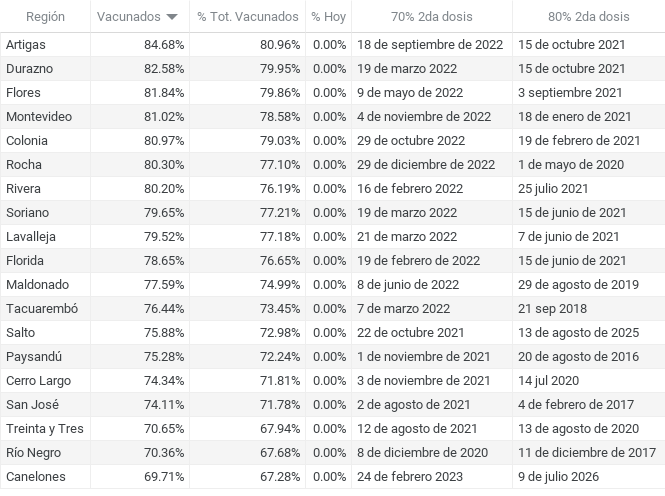 Región Vacunados % Tot. Vacunados % Hoy 70% 2da dosis 80% 2da dosis
Artigas 84.68% 80.96% 0.00% 18 de septiembre de 2022 15 de octubre 2021
Durazno 82.58% 79.95% 0.00% 19 de marzo 2022 15 de octubre 2021
Flores 81.84% 79.86% 0.00% 9 de mayo de 2022 3 septiembre 2021
Montevideo 81.02% 78.58% 0.00% 4 de noviembre de 2022 18 de enero de 2021
Colonia 80.97% 79.03% 0.00% 29 de octubre 2022 19 de febrero de 2021
Rocha 80.30% 77.10% 0.00% 29 de diciembre de 2022 1 de mayo de 2020
Rivera 80.20% 76.19% 0.00% 16 de febrero 2022 25 julio 2021
Soriano 79.65% 77.21% 0.00% 19 de marzo 2022 15 de junio de 2021
Lavalleja 79.52% 77.18% 0.00% 21 de marzo 2022 7 de junio de 2021
Florida 78.65% 76.65% 0.00% 19 de febrero de 2022 15 de junio de 2021
Maldonado 77.59% 74.99% 0.00% 8 de junio de 2022 29 de agosto de 2019
Tacuarembó 76.44% 73.45% 0.00% 7 de marzo 2022 21 sep 2018
Salto 75.88% 72.98% 0.00% 22 de octubre 2021 13 de agosto de 2025
Paysandú 75.28% 72.24% 0.00% 1 de noviembre de 2021 20 de agosto de 2016
Cerro Largo 74.34% 71.81% 0.00% 3 de noviembre de 2021 14 jul 2020
San José 74.11% 71.78% 0.00% 2 de agosto de 2021 4 de febrero de 2017
Treinta y Tres 70.65% 67.94% 0.00% 12 de agosto de 2021 13 de agosto de 2020
Río Negro 70.36% 67.68% 0.00% 8 de diciembre de 2020 11 de diciembre de 2017
Canelones 69.71% 67.28% 0.00% 24 de febrero 2023 9 de julio 2026